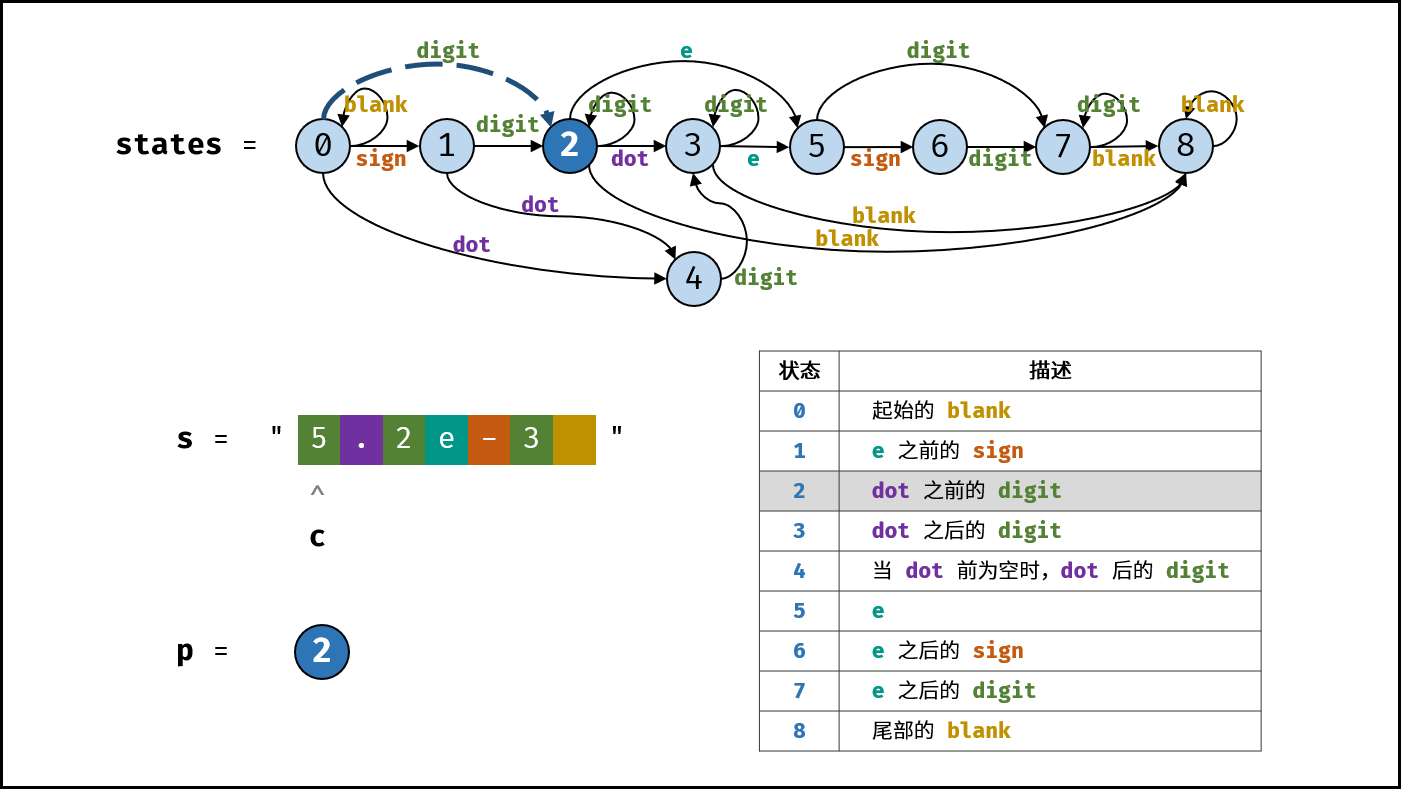 digit
e
digit
blank
digit
digit
digit
blank
digit
states = 0 1 2 3 5 6 7 8
sign
dot
e
sign
digit
blank
dot
blank
blank
dot
4
digit
s = " 5 . 2 e - 3 "
^
c
p = 2
状态 描述
0 起始的 blank
1 e 之前的 sign
2 dot 之前的 digit
3 dot 之后的 digit
4 当 dot 前为空时，dot 后的 digit
5 e
6 e 之后的 sign
7 e 之后的 digit
8 尾部的 blank